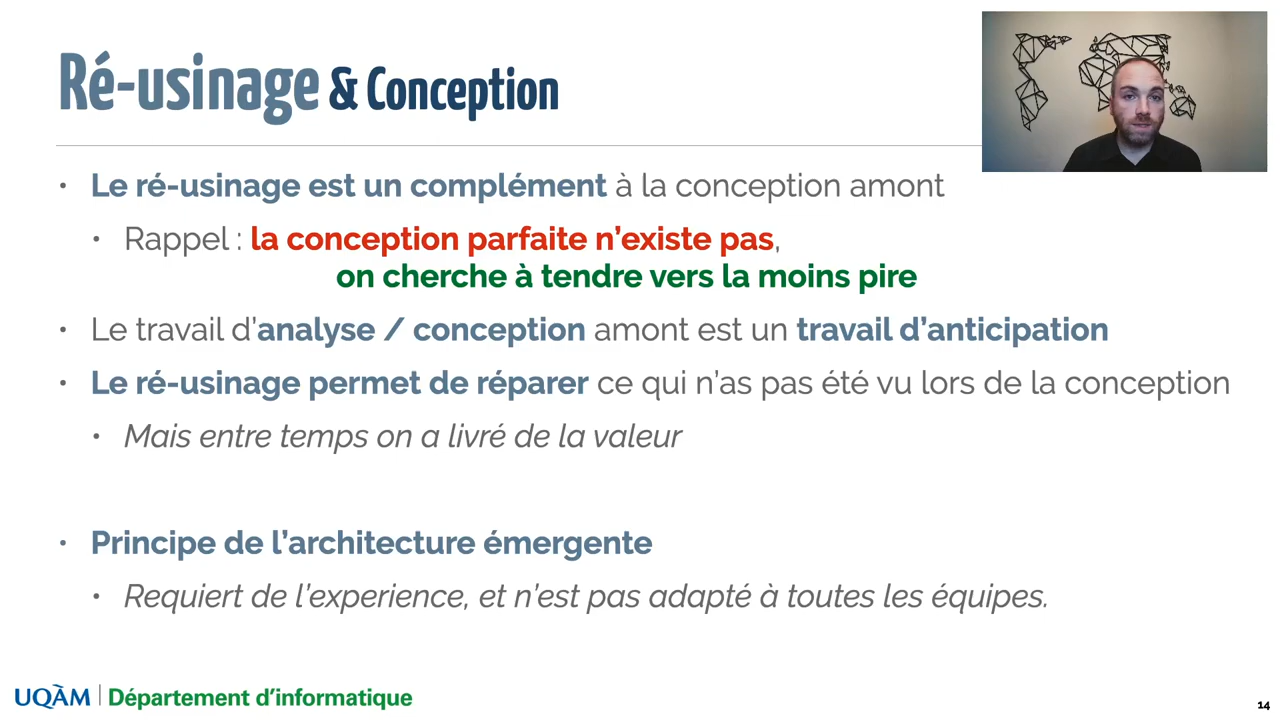 Ré-usinage & Conception
• Le ré-usinage est un complément à la conception amont
• Rappel : la conception parfaite n’existe pas,
on cherche à tendre vers la moins pire
• Le travail d’analyse / conception amont est un travail d’anticipation
• Le ré-usinage permet de réparer ce qui n’as pas été vu lors de la conception
• Mais entre temps on a livré de la valeur
• Principe de l’architecture émergente
• Requiert de l’experience, et n’est pas adapté à toutes les équipes.
UQÀM | Département d’informatique
14